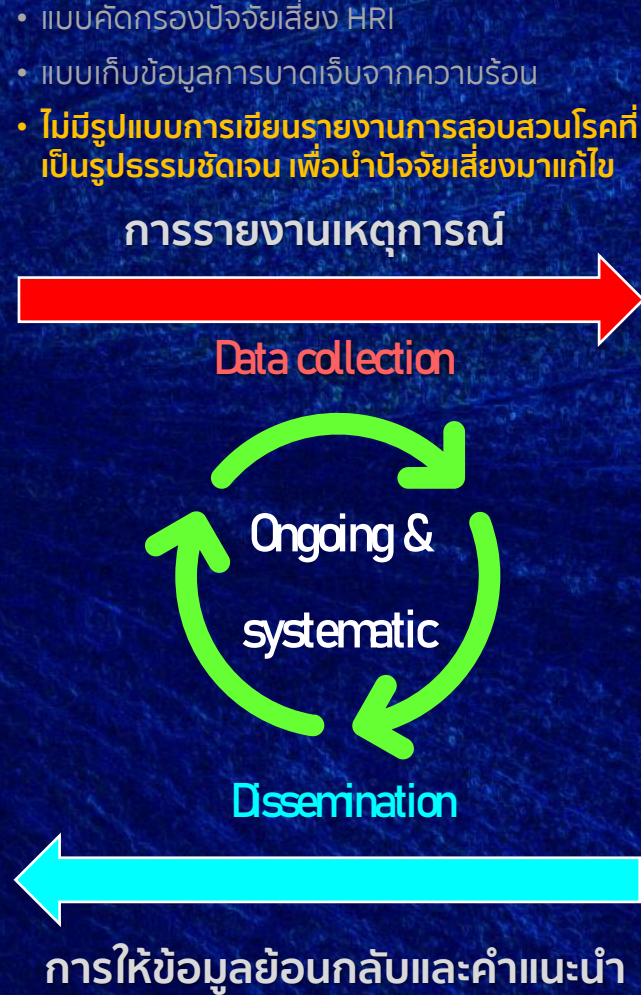 • แบบคัดกรองปัจจัยเสี่ยง HRI
• แบบเก็บข้อมูลการบาดเจ็บจากความร้อน
• ไม่มีรูปแบบการเขียนรายงานการสอบสวนโรคที่
เป็นรูปธรรมชัดเจน เพื่อนำปัจจัยเสี่ยงมาแก้ไข
การรายงานเหตุการณ์
Data collection
Ongoing &
systematic
Dissemination
การให้ข้อมูลย้อนกลับและคำแนะนำ